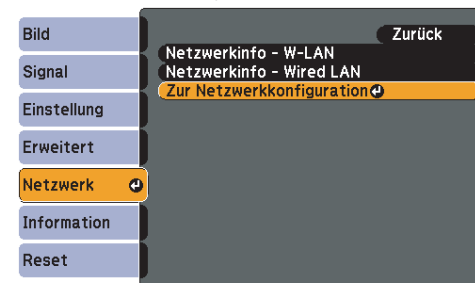 Bild
Signal
Einstellung
Erweitert
Netzwerk
Information
Reset
Zurück
Netzwerkinfo - W-LAN
Netzwerkinfo - Wired LAN
Zur Netzwerkkonfiguration